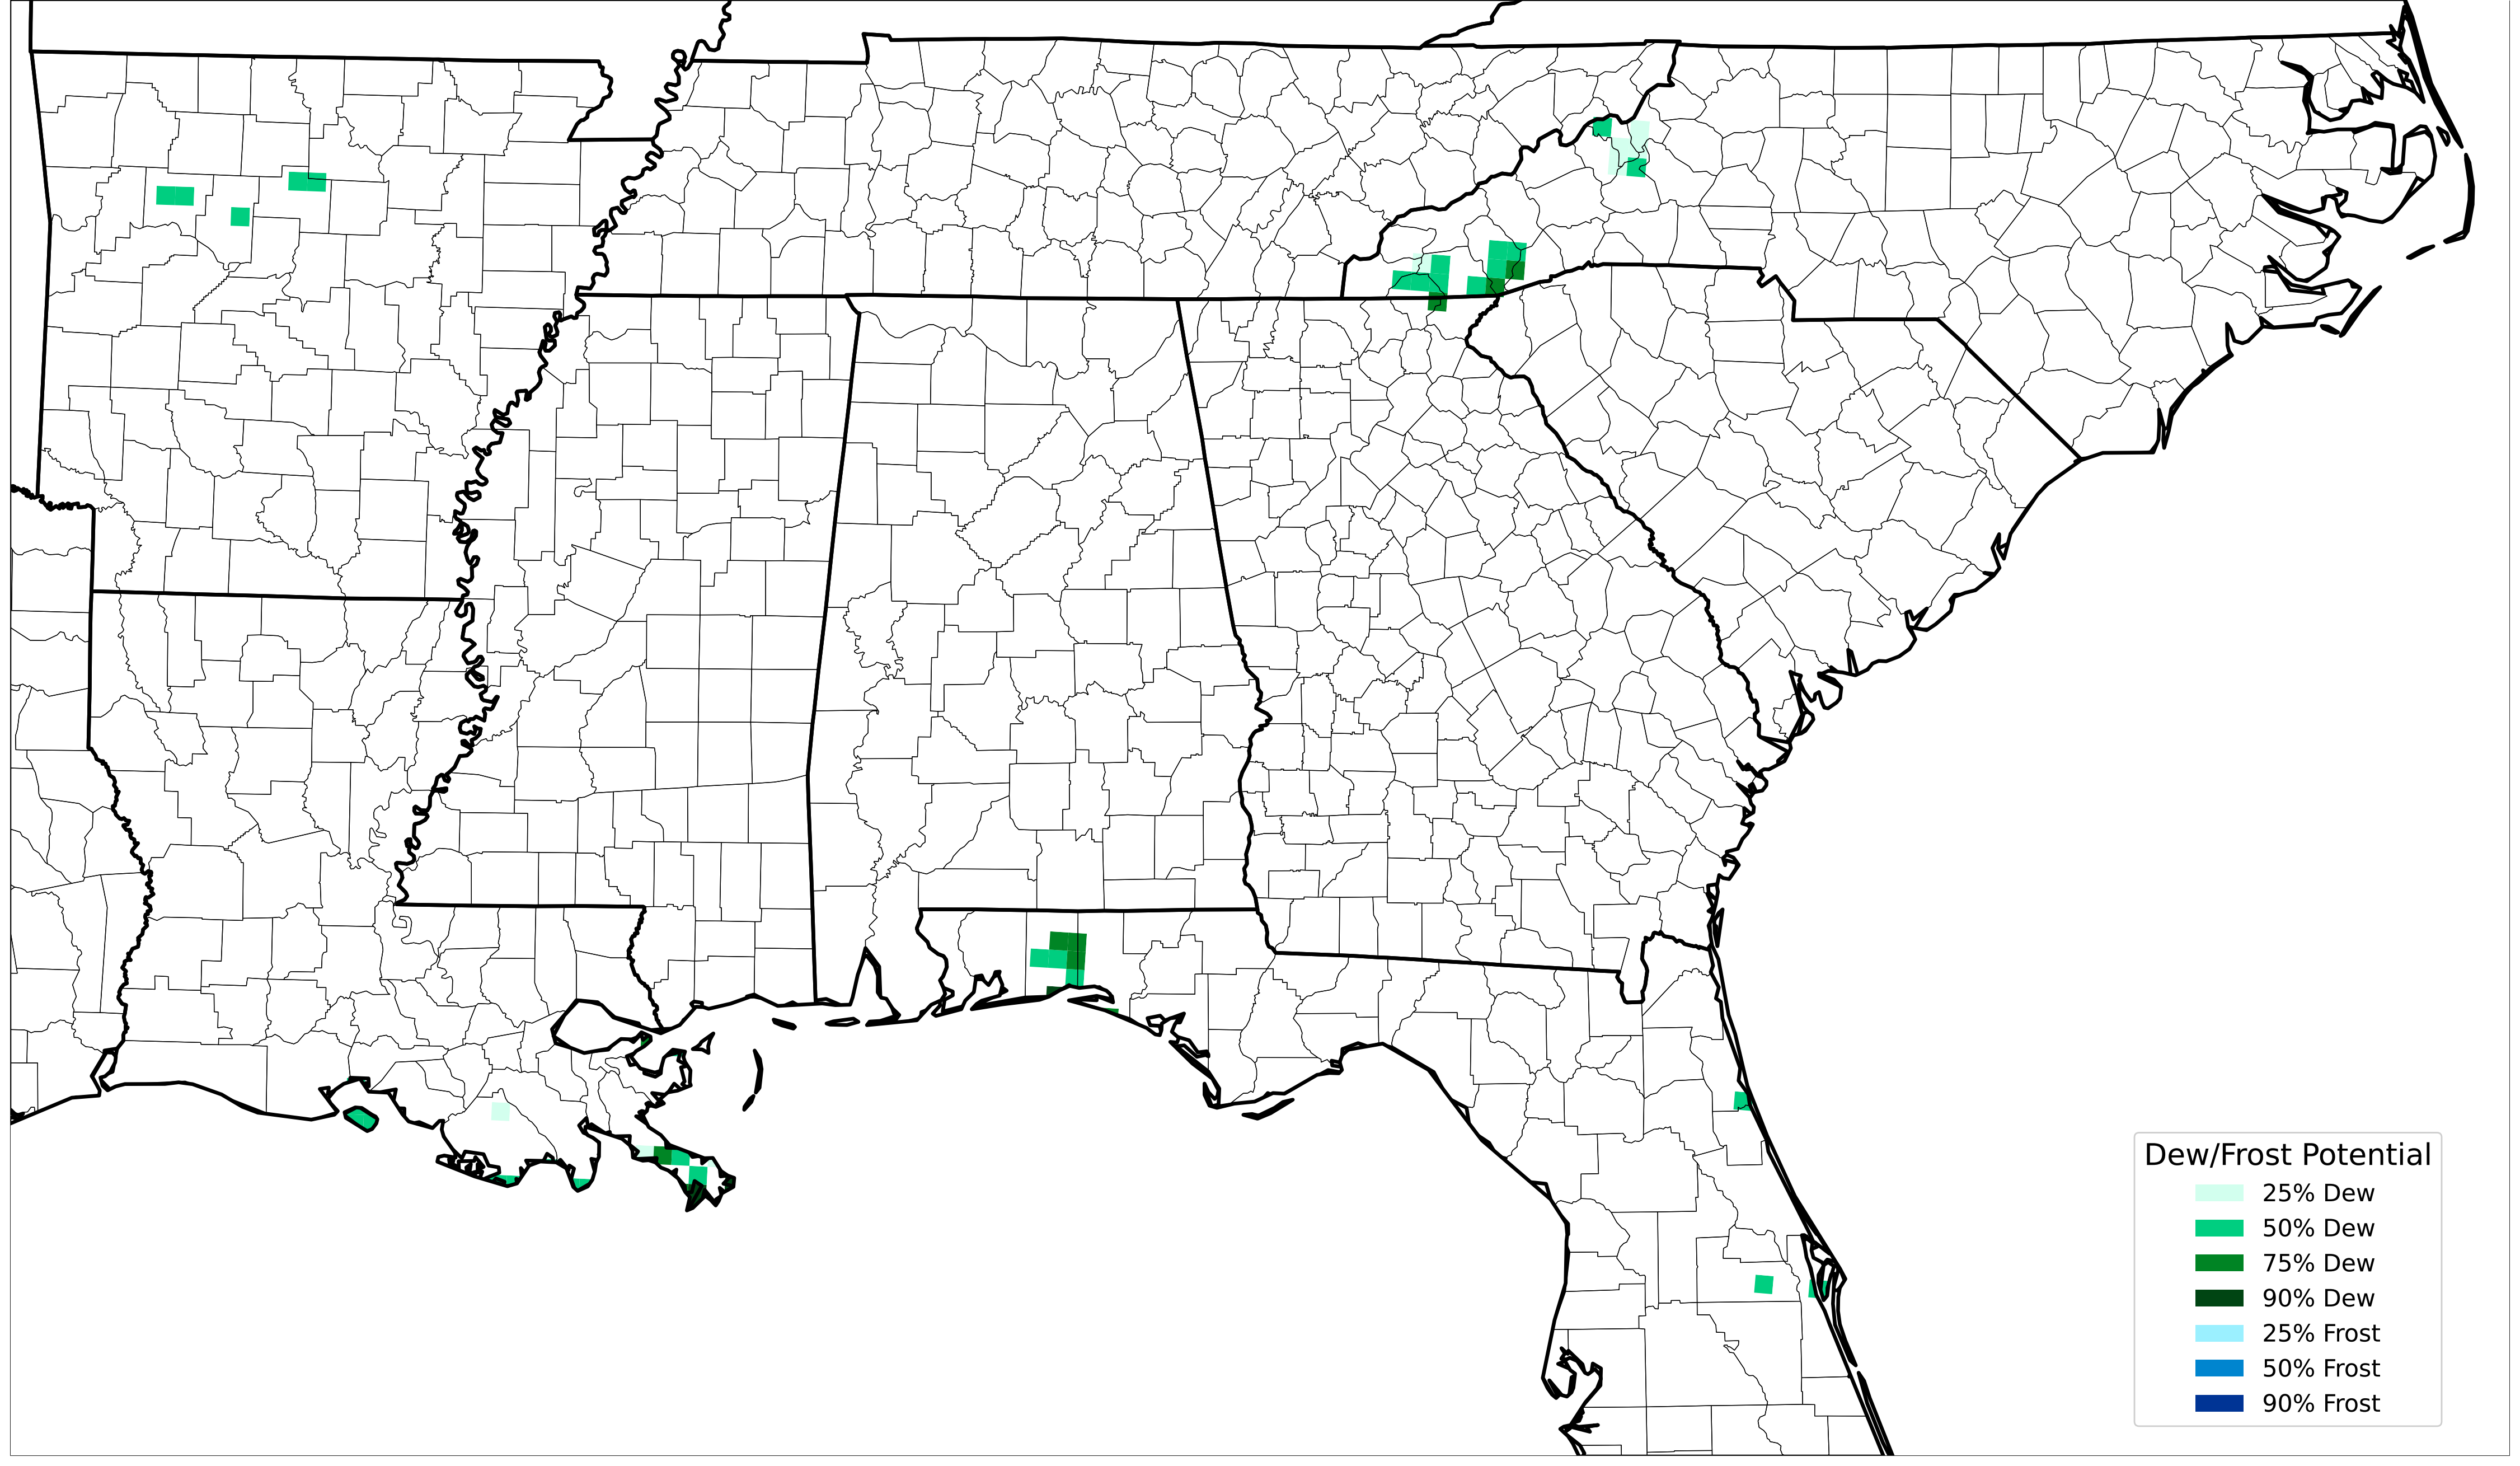 Dew/Frost Potential
25% Dew
50% Dew
75% Dew
90% Dew
25% Frost
50% Frost
90% Frost